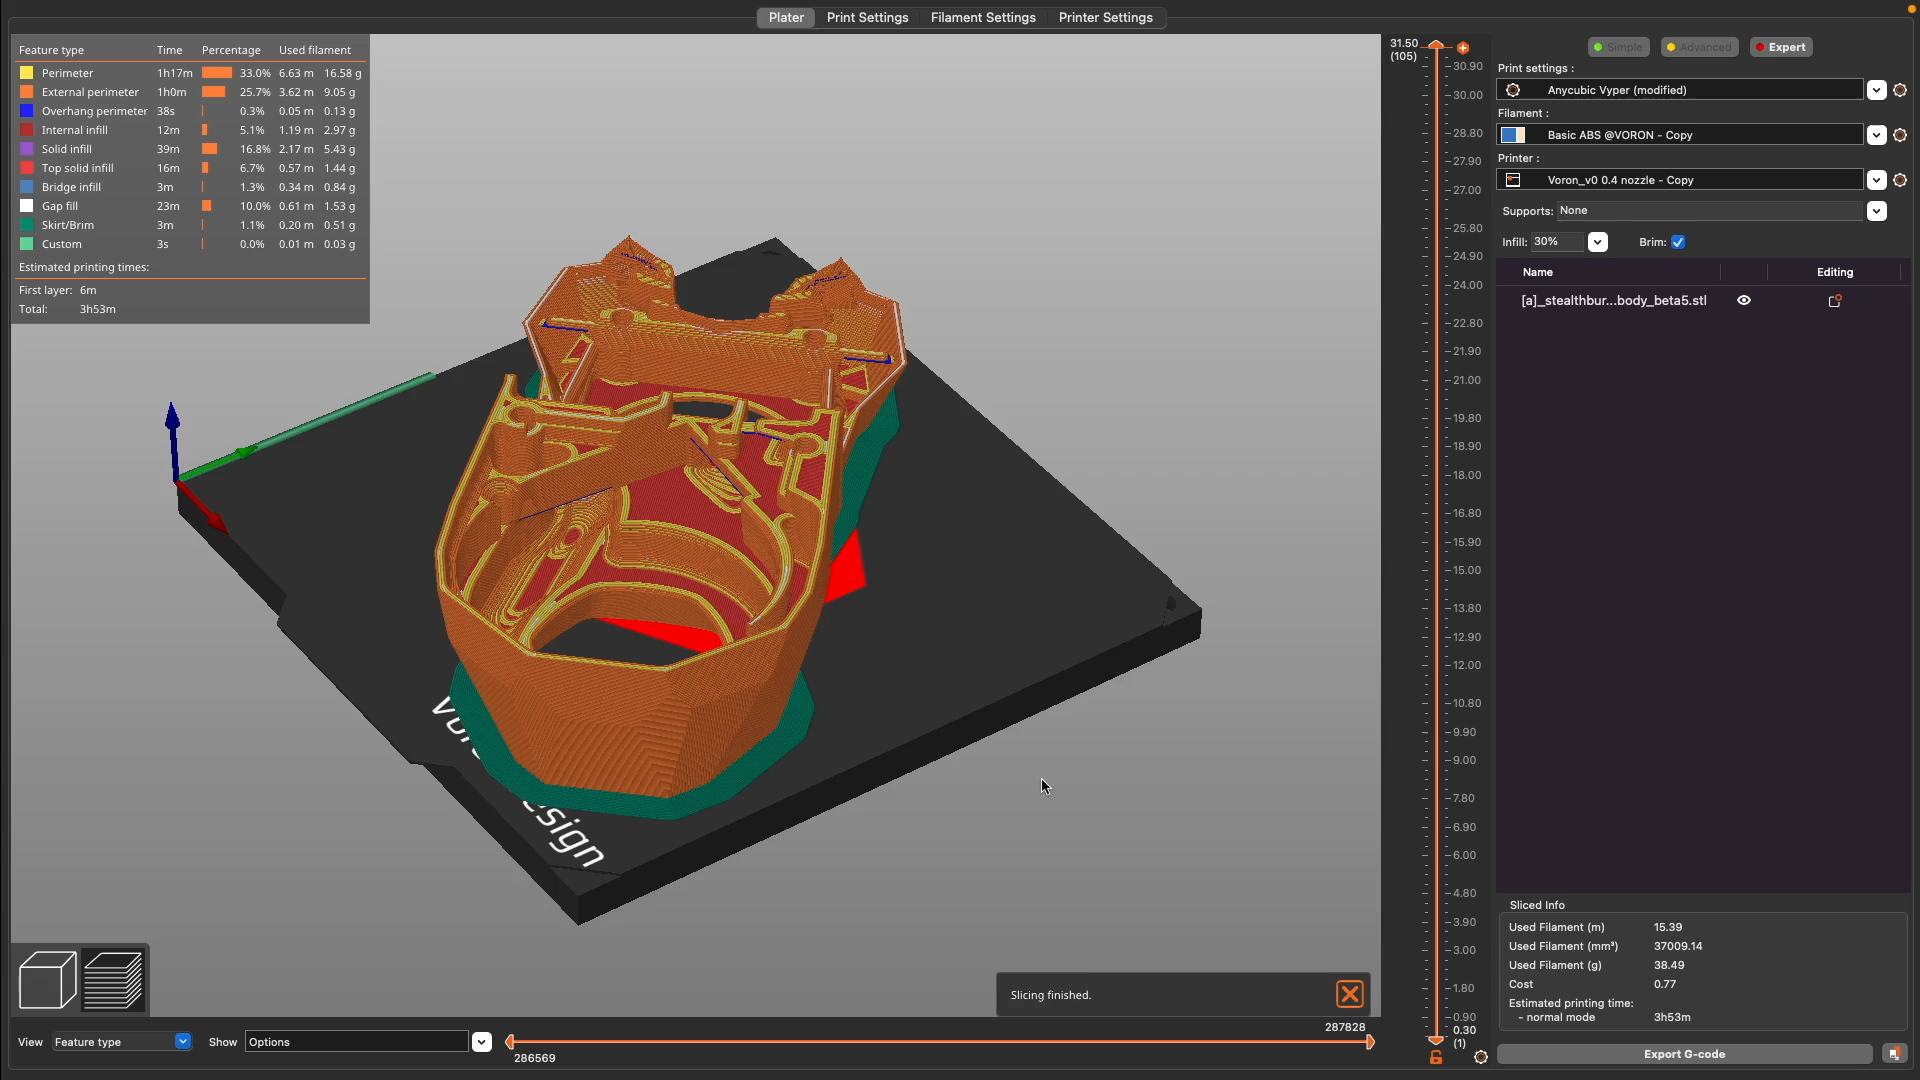 Plater Print Settings Filament Settings Printer Settings
Feature type Time Percentage Used filament
Perimeter 1h17m 33.0% 6.63 m 16.58 g
External perimeter 1h0m 25.7% 3.62 m 9.05 g
Overhang perimeter 38s 0.3% 0.05 m 0.13 g
Internal infill 12m 5.1% 1.19 m 2.97 g
Solid infill 39m 16.8% 2.17 m 5.43 g
Top solid infill 16m 6.7% 0.57 m 1.44 g
Bridge infill 3m 1.3% 0.34 m 0.84 g
Gap fill 23m 10.0% 0.61 m 1.53 g
Skirt/Brim 3m 1.1% 0.20 m 0.51 g
Custom 3s 0.0% 0.01 m 0.03 g
Estimated printing times:
First layer: 6m
Total: 3h53m
esign
Slicing finished.
View Feature type Show Options
287828
286569
31.50
(105)
30.90
30.00
28.80
27.90
27.00
25.80
24.90
24.00
22.80
21.90
21.00
19.80
18.90
18.00
16.80
15.90
15.00
13.80
12.90
12.00
10.80
9.90
9.00
7.80
6.90
6.00
4.80
3.90
3.00
1.80
0.90
0.30
(1)
Simple Advanced Expert
Print settings :
Anycubic Vyper (modified)
Filament :
Basic ABS @VORON - Copy
Printer :
Voron_v0 0.4 nozzle - Copy
Supports: None
Infill: 30% Brim:
Name Editing
[a]_stealthbur...body_beta5.stl
Sliced Info
Used Filament (m) 15.39
Used Filament (mm³) 37009.14
Used Filament (g) 38.49
Cost 0.77
Estimated printing time:
- normal mode 3h53m
Export G-code